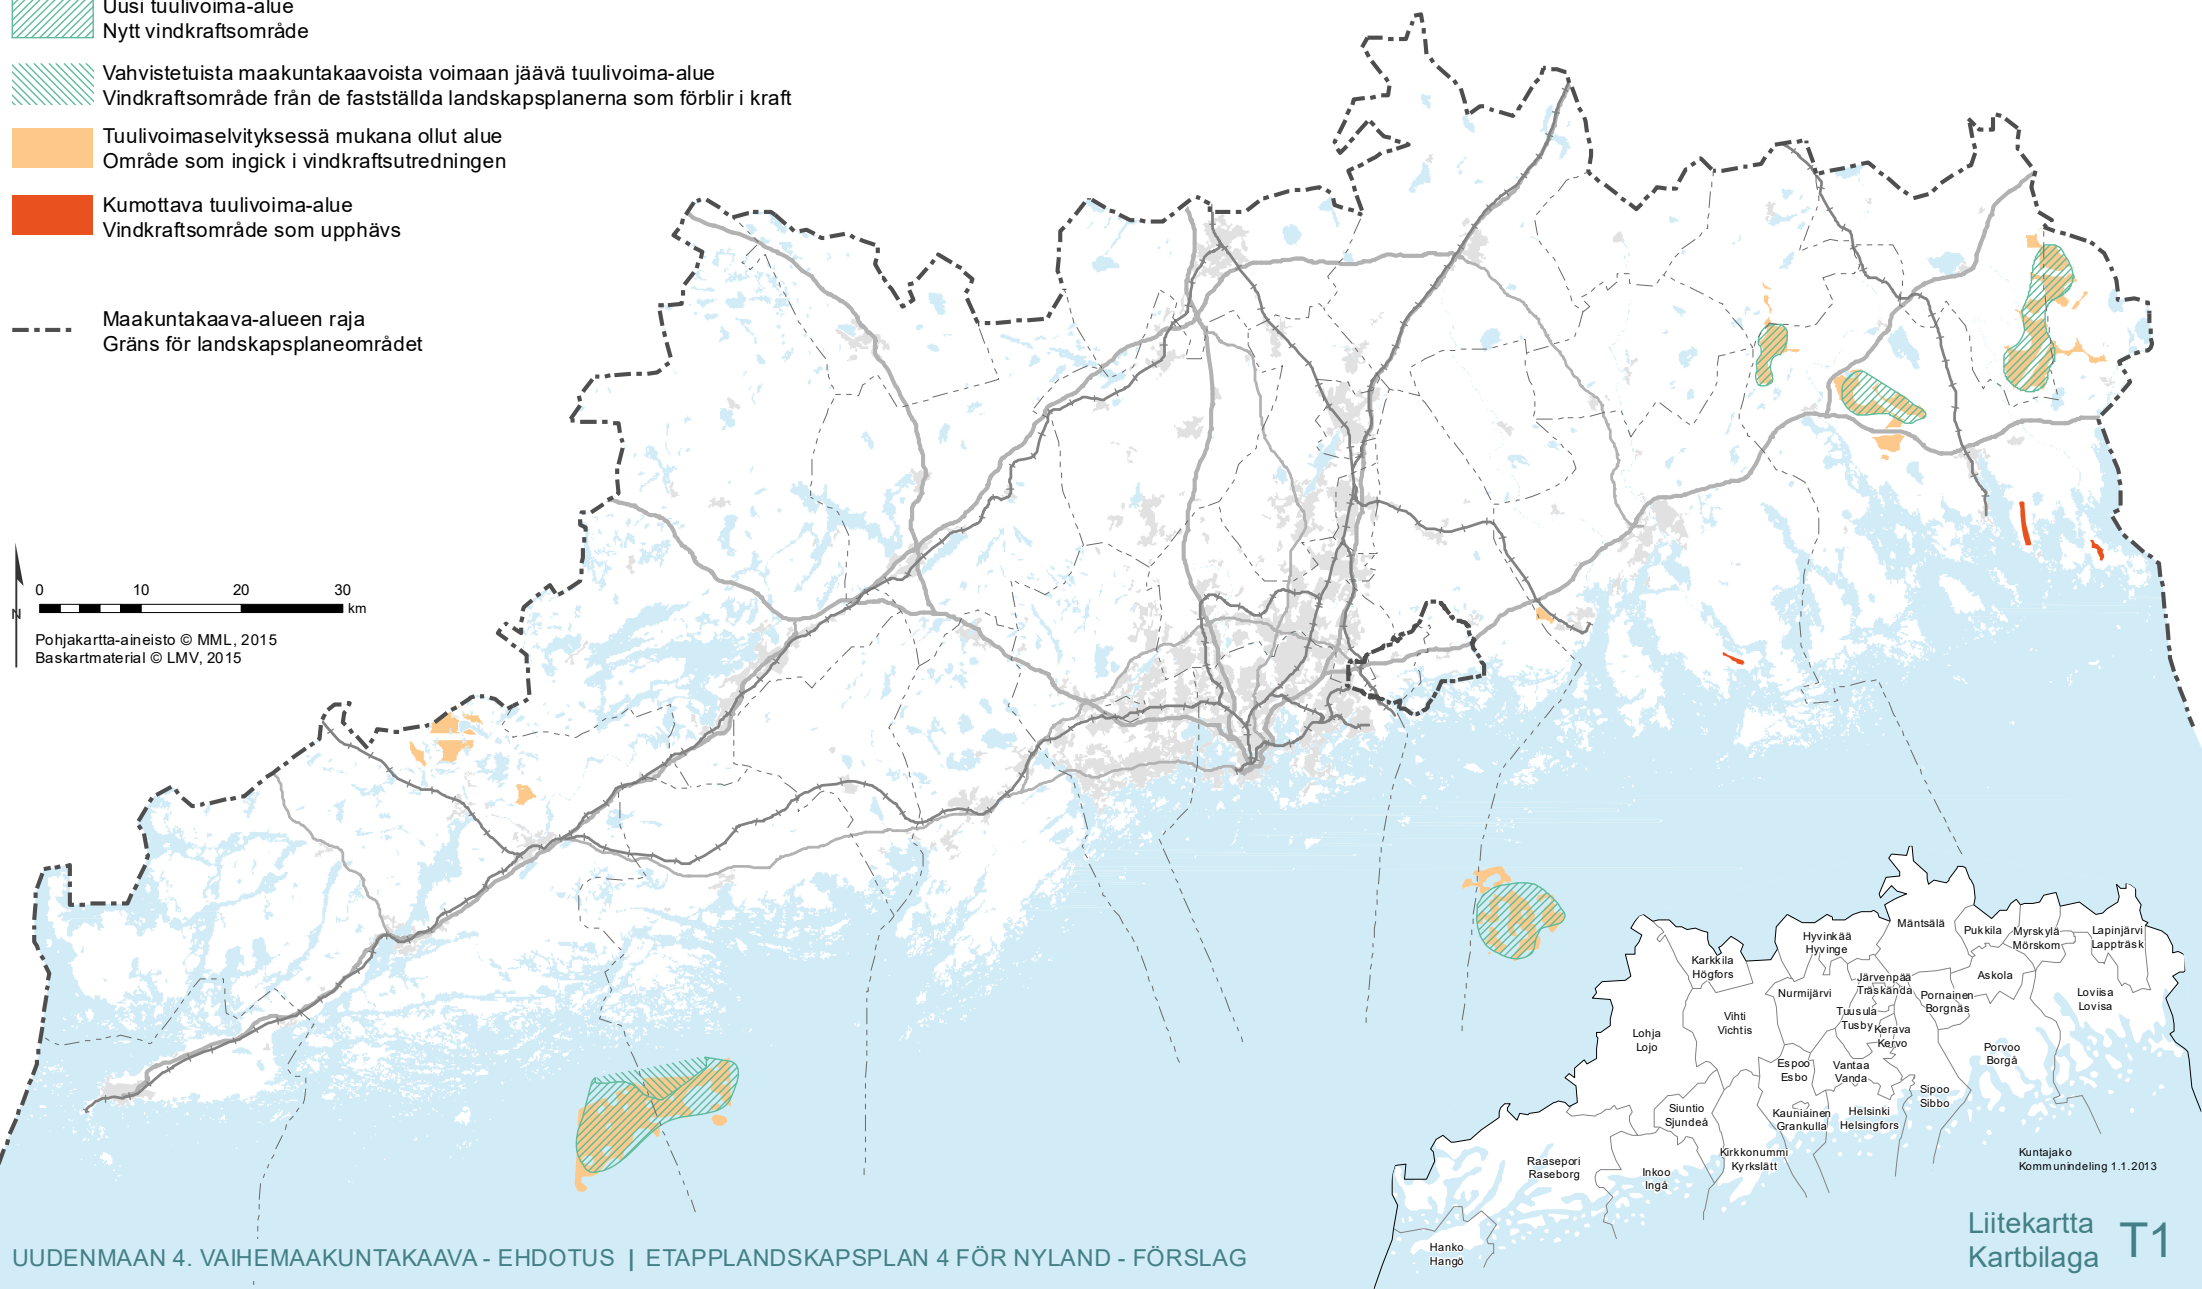 Uusi tuulivoima-alue
Nytt vindkraftsområde
Vahvistetuista maakuntakaavoista voimaan jäävä tuulivoima-alue
Vindkraftsområde från de fastställda landskapsplanerna som förblir i kraft
Tuulivoimaselvityksessä mukana ollut alue
Område som ingick i vindkraftsutredningen
Kumottava tuulivoima-alue
Vindkraftsområde som upphävs
Maakuntakaava-alueen raja
Gräns för landskapsplaneområdet
N
0 10 20 30
km
Pohjakartta-aineisto © MML, 2015
Baskartmaterial © LMV, 2015
Mäntsälä
Pukkila
Myrskylä
Mörskom
Lapinjärvi
Lappträsk
Hyvinkää
Hyvinge
Karkkila
Högfors
Järvenpää
Träskända
Askola
Nurmijärvi
Pornainen
Borgnäs
Loviisa
Lovisa
Vihti
Vichtis
Tuusula
Tusby
Kerava
Kervo
Lohja
Lojo
Porvoo
Borgå
Espoo
Esbo
Vantaa
Vanda
Sipoo
Sibbo
Siuntio
Sjundeå
Kauniainen
Grankulla
Helsinki
Helsingfors
Kirkkonummi
Kyrkslätt
Raasepori
Raseborg
Inkoo
Ingå
Hanko
Hangö
Kuntajako
Kommunindeling 1.1.2013
Liitekartta
Kartbilaga
T1
UUDENMAAN 4. VAIHEMAAKUNTAKAAVA - EHDOTUS | ETAPPLANDSKAPSPLAN 4 FÖR NYLAND - FÖRSLAG